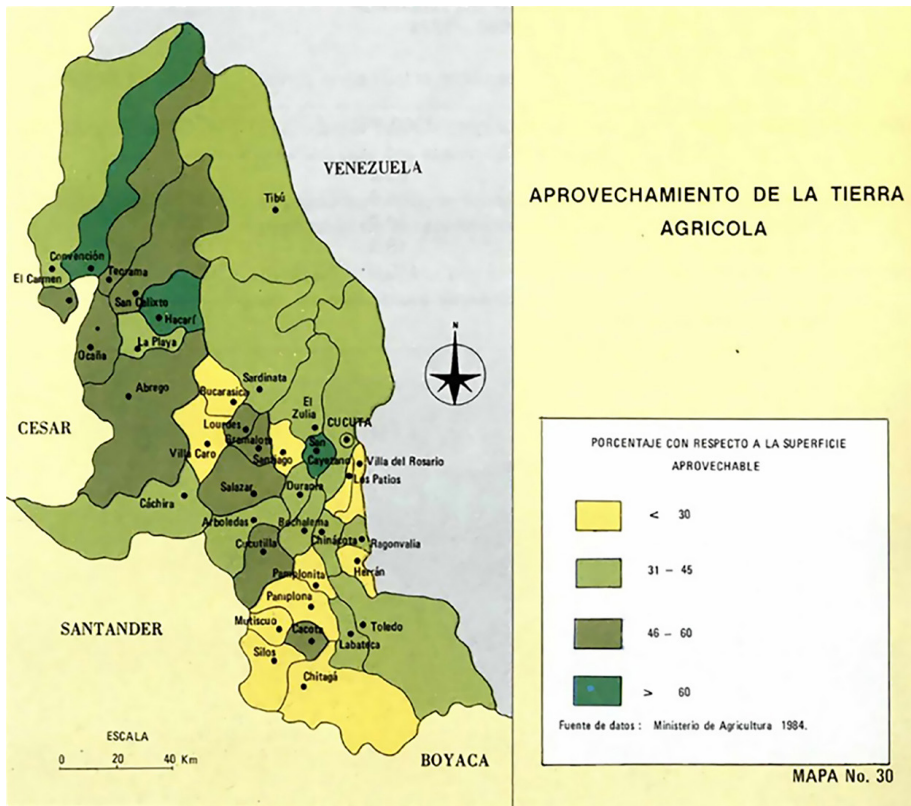 VENEZUELA
Tibú
Convención
El Carmen
Teorama
San Calixto
Hacarí
La Playa
Ocaña
Abrego
Sardinata
Bucarasica
El
Zulia
CESAR
Lourdes
CUCUTA
Gramalote
San
Cayetano
Villa Caro
Santiago
Villa del Rosario
Los Patios
Salazar
Durania
Cáchira
Arboledas
Bochalema
Chinácota
Ragonvalia
Cucutilla
Herrán
Pamplonita
Pamplona
SANTANDER
Mutiscuo
Cacota
Toledo
Labateca
Silos
Chitagá
ESCALA
0 20 40 Km
BOYACA
N
APROVECHAMIENTO DE LA TIERRA
AGRICOLA
PORCENTAJE CON RESPECTO A LA SUPERFICIE
APROVECHABLE
< 30
31 – 45
46 – 60
> 60
Fuente de datos : Ministerio de Agricultura 1984.
MAPA No. 30